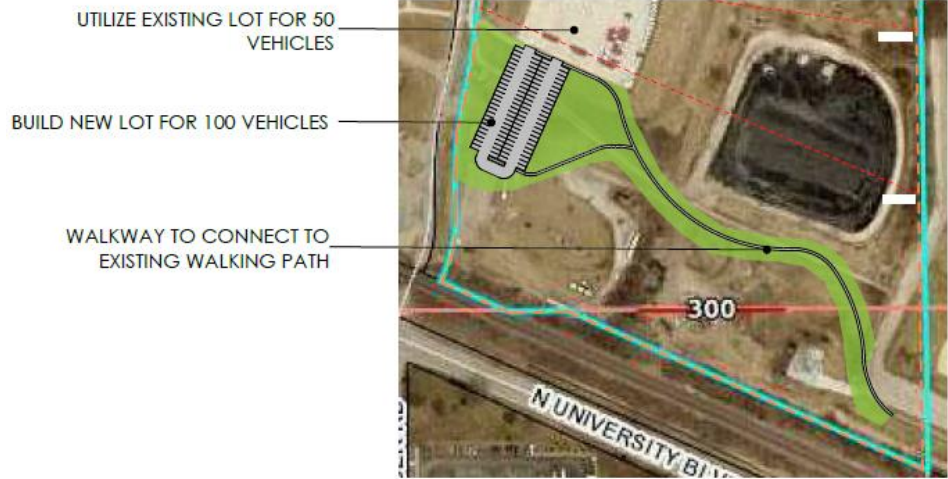 UTILIZE EXISTING LOT FOR 50
VEHICLES
BUILD NEW LOT FOR 100 VEHICLES
WALKWAY TO CONNECT TO
EXISTING WALKING PATH
300
N UNIVERSITY